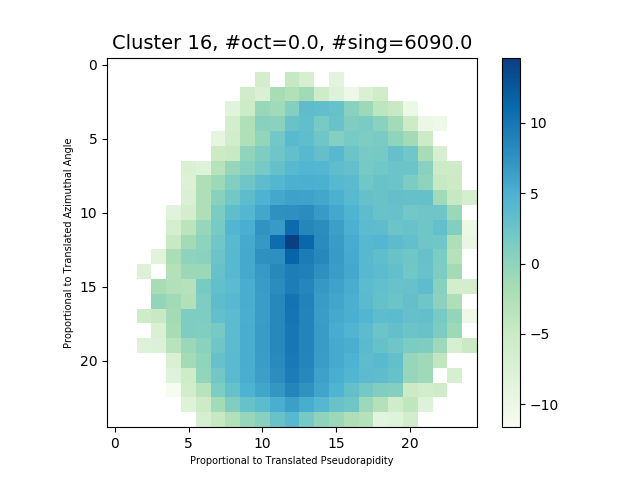 Cluster 16, #oct=0.0, #sing=6090.0
Proportional to Translated Azimuthal Angle
0
5
10
15
20
0 5 10 15 20
Proportional to Translated Pseudorapidity
10
5
0
−5
−10